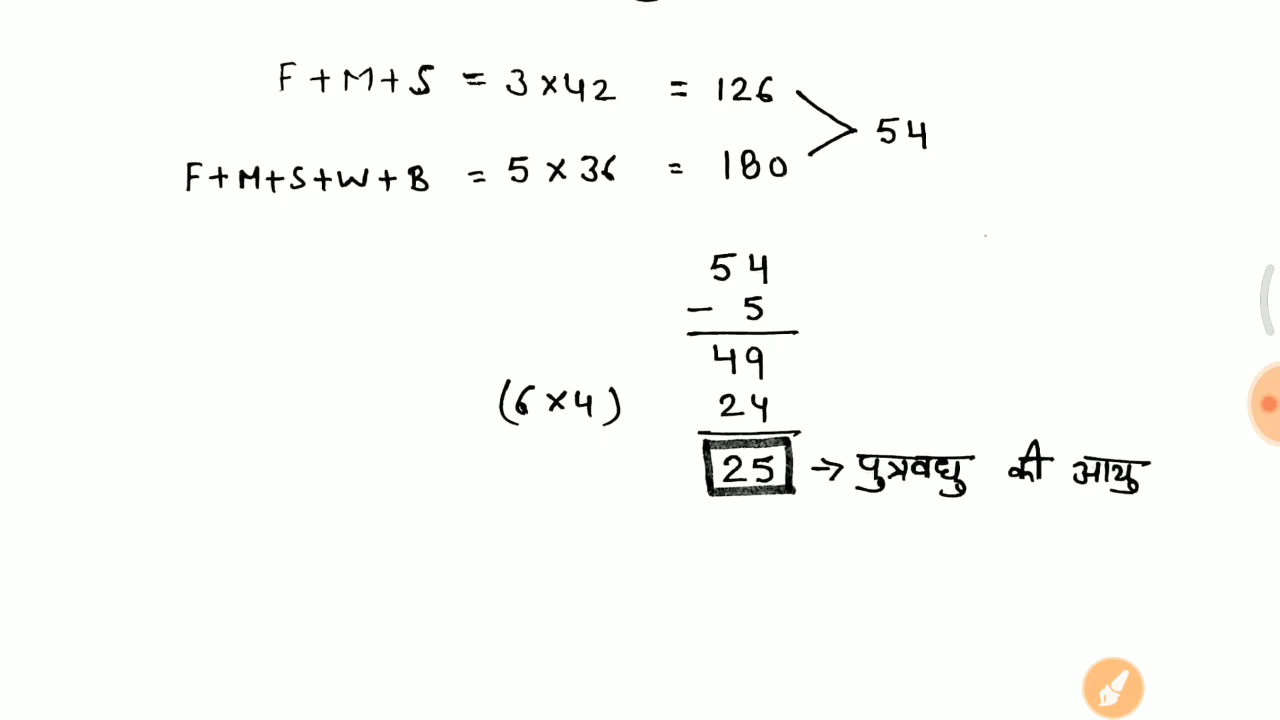 F + M + S = 3 × 42 = 126
54
F + M + S + W + B = 5 × 36 = 180
54
- 5
49
(6 × 4) 24
25 → पुत्रवधु की आयु